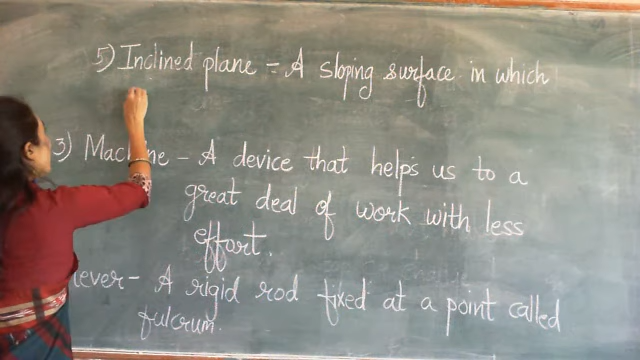 5) Inclined plane - A sloping surface in which
3) Machine - A device that helps us to a
great deal of work with less
effort.
lever - A rigid rod fixed at a point called
fulcrum.